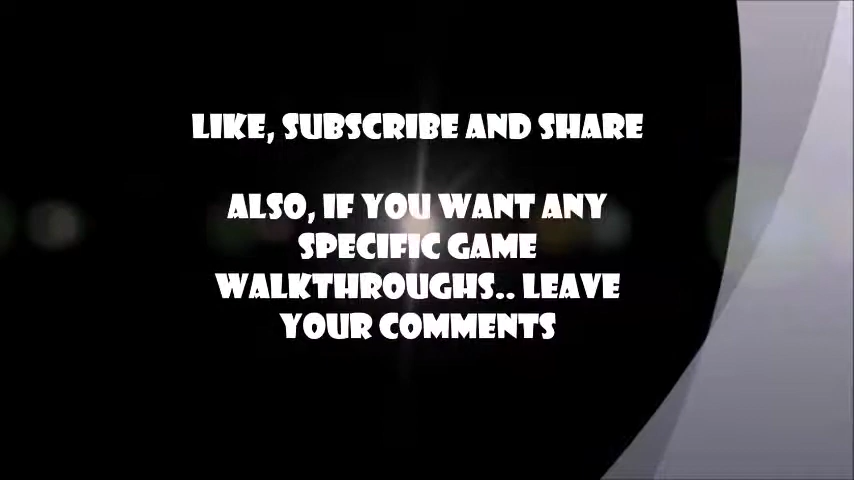 LIKE, SUBSCRIBE AND SHARE
ALSO, IF YOU WANT ANY
SPECIFIC GAME
WALKTHROUGHS.. LEAVE
YOUR COMMENTS